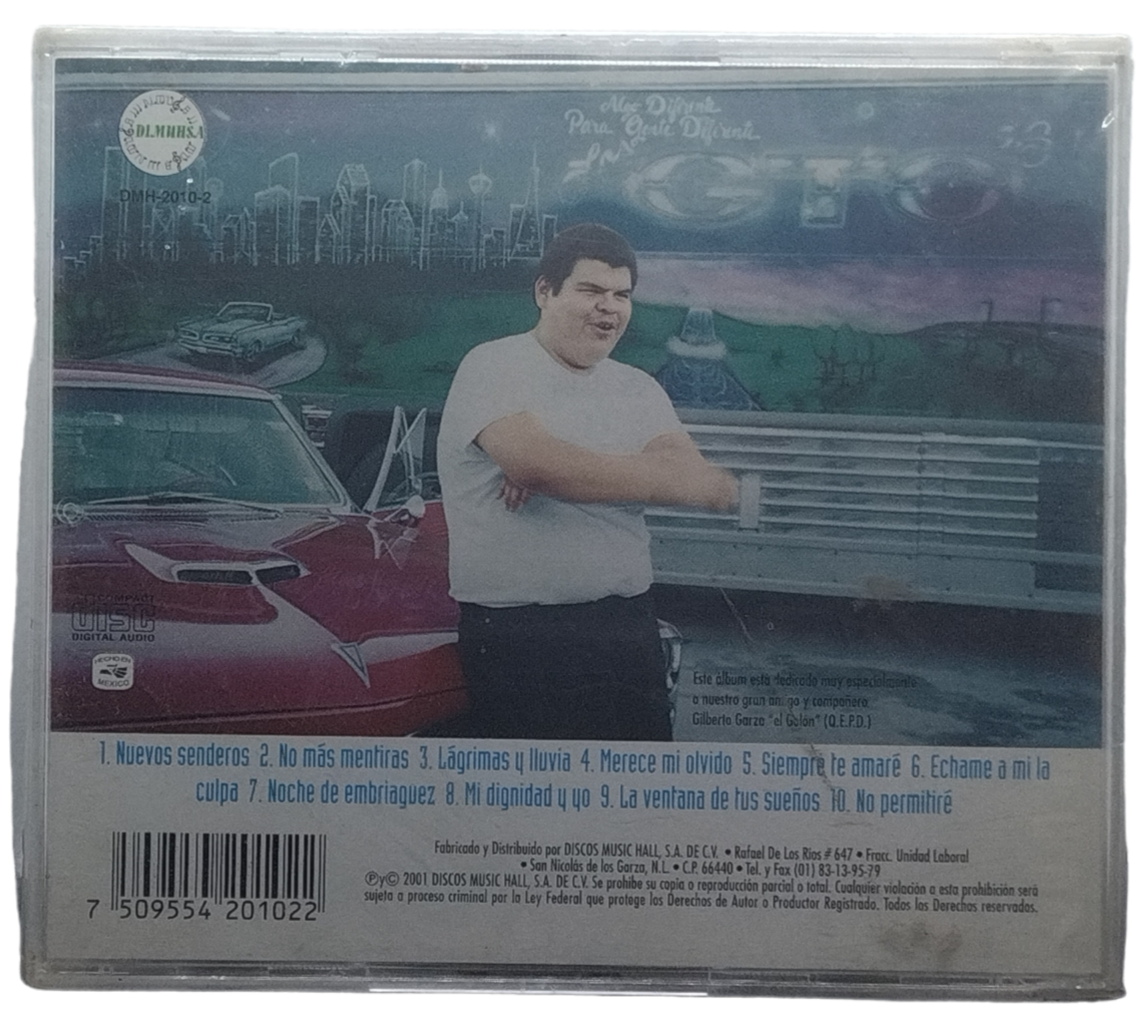 DI.MUHSA
DMH-2010-2
Algo Diferente
Para Gente Diferente
GTO
COMPACT
DISC
DIGITAL AUDIO
HECHO EN
MEXICO
Este álbum esta dedicado muy especialmente
a nuestro gran amigo y compañero
Gilberto Garza "el Galón" (Q.E.P.D.)
1. Nuevos senderos 2. No más mentiras 3. Lágrimas y lluvia 4. Merece mi olvido 5. Siempre te amaré 6. Echame a mi la
culpa 7. Noche de embriaguez 8. Mi dignidad y yo 9. La ventana de tus sueños 10. No permitiré
Fabricado y Distribuido por DISCOS MUSIC HALL, S.A. DE C.V. • Rafael De Los Rios # 647 • Fracc. Unidad Laboral
• San Nicolás de los Garza, N.L. • C.P. 66440 • Tel. y Fax (01) 83-13-95-79
Ⓟy© 2001 DISCOS MUSIC HALL, S.A. DE C.V. Se prohibe su copia o reproducción parcial o total. Cualquier violación a esta prohibición será
sujeta a proceso criminal por la Ley Federal que protege los Derechos de Autor o Productor Registrado. Todos los Derechos reservados.
7 509554 201022